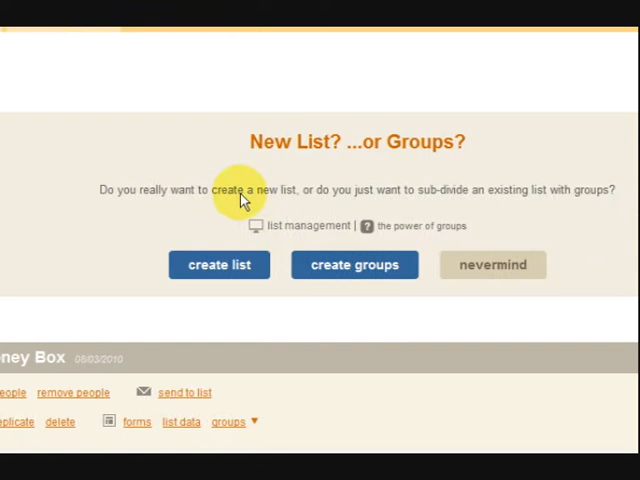 New List? ...or Groups?
Do you really want to create a new list, or do you just want to sub-divide an existing list with groups?
list management | ? the power of groups
create list create groups nevermind
ney Box 08/03/2010
eople remove people send to list
eplicate delete forms list data groups